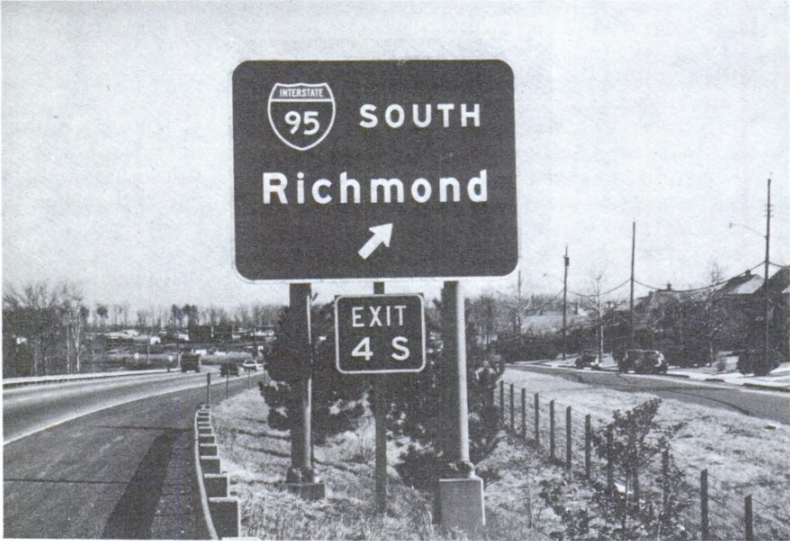 INTERSTATE
95 SOUTH
Richmond
EXIT
4 S